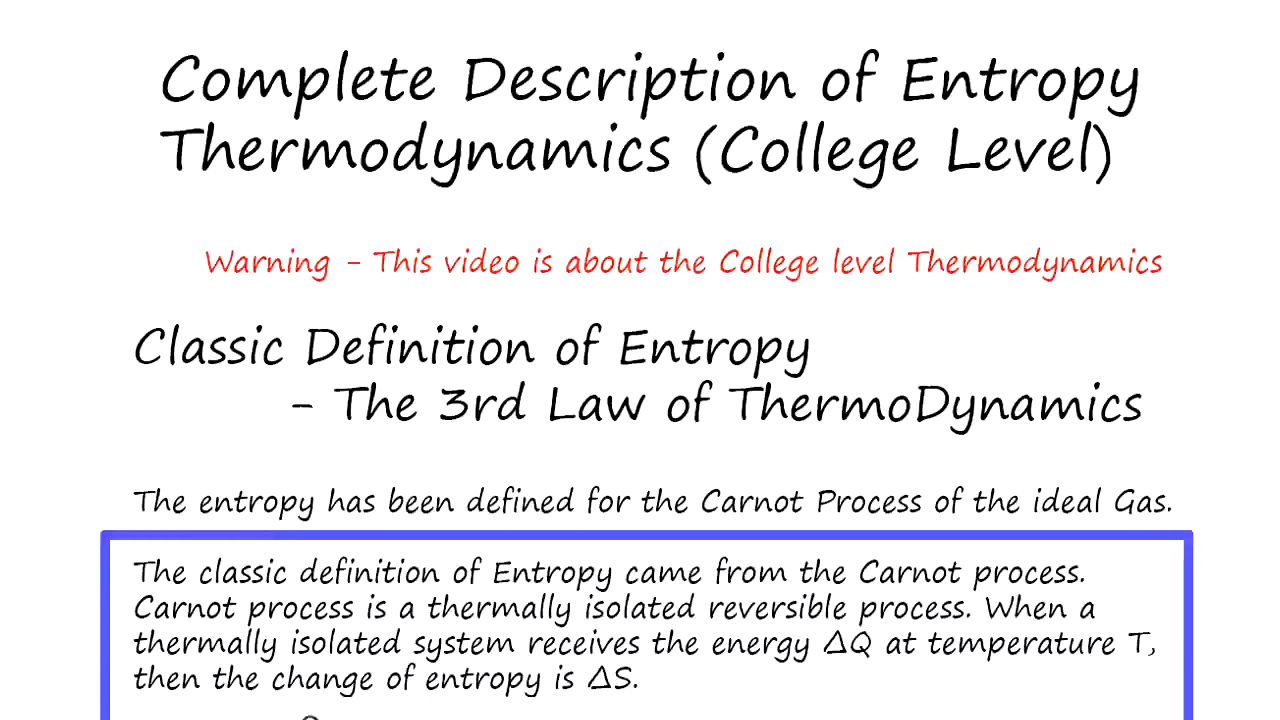 Complete Description of Entropy
Thermodynamics (College Level)
Warning - This video is about the College level Thermodynamics
Classic Definition of Entropy
- The 3rd Law of ThermoDynamics
The entropy has been defined for the Carnot Process of the ideal Gas.
The classic definition of Entropy came from the Carnot process.
Carnot process is a thermally isolated reversible process. When a
thermally isolated system receives the energy ΔQ at temperature T,
then the change of entropy is ΔS.